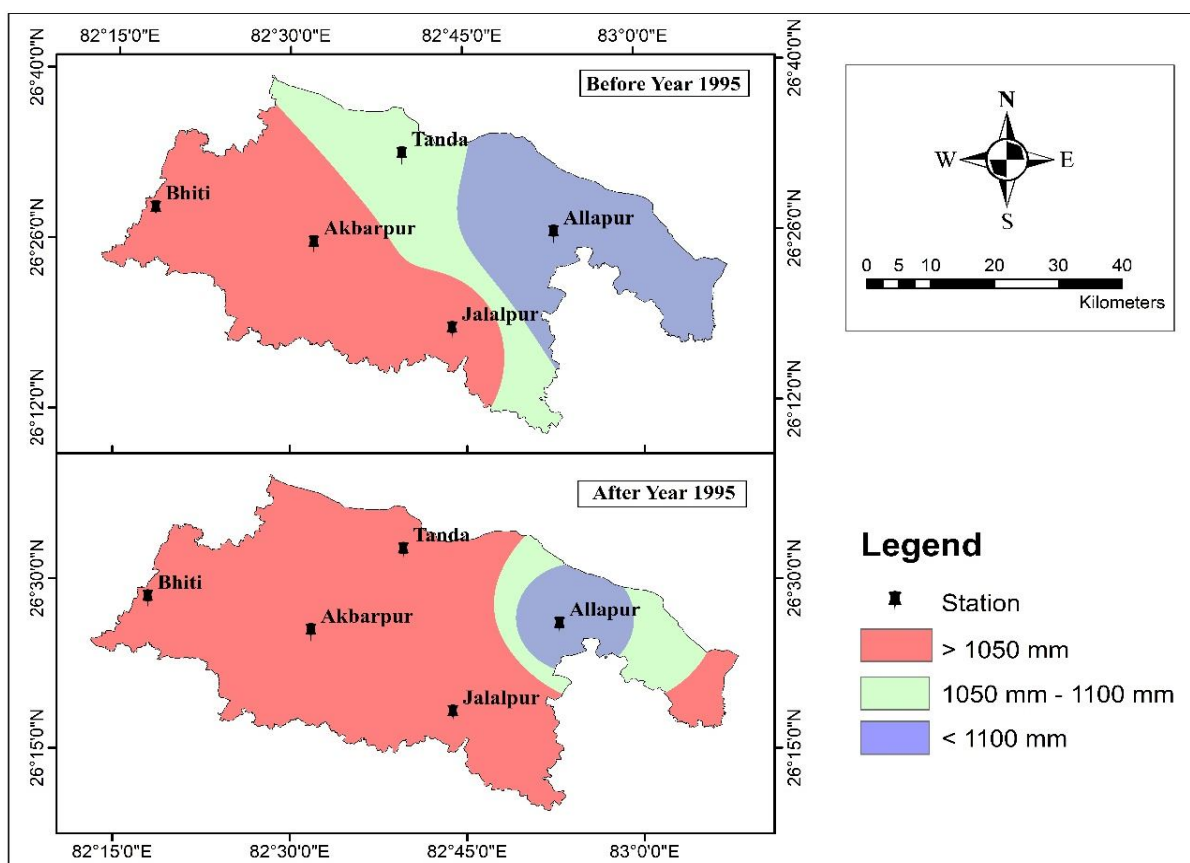 82°15'0"E 82°30'0"E 82°45'0"E 83°0'0"E
26°40'0"N
26°26'0"N
26°12'0"N
Before Year 1995
Tanda
Bhiti
Akbarpur
Allapur
Jalalpur
26°40'0"N
26°26'0"N
26°12'0"N
After Year 1995
Tanda
Bhiti
Akbarpur
Allapur
Jalalpur
26°30'0"N
26°15'0"N
26°30'0"N
26°15'0"N
82°15'0"E 82°30'0"E 82°45'0"E 83°0'0"E
N
W E
S
0 5 10 20 30 40
Kilometers
Legend
Station
> 1050 mm
1050 mm - 1100 mm
< 1100 mm